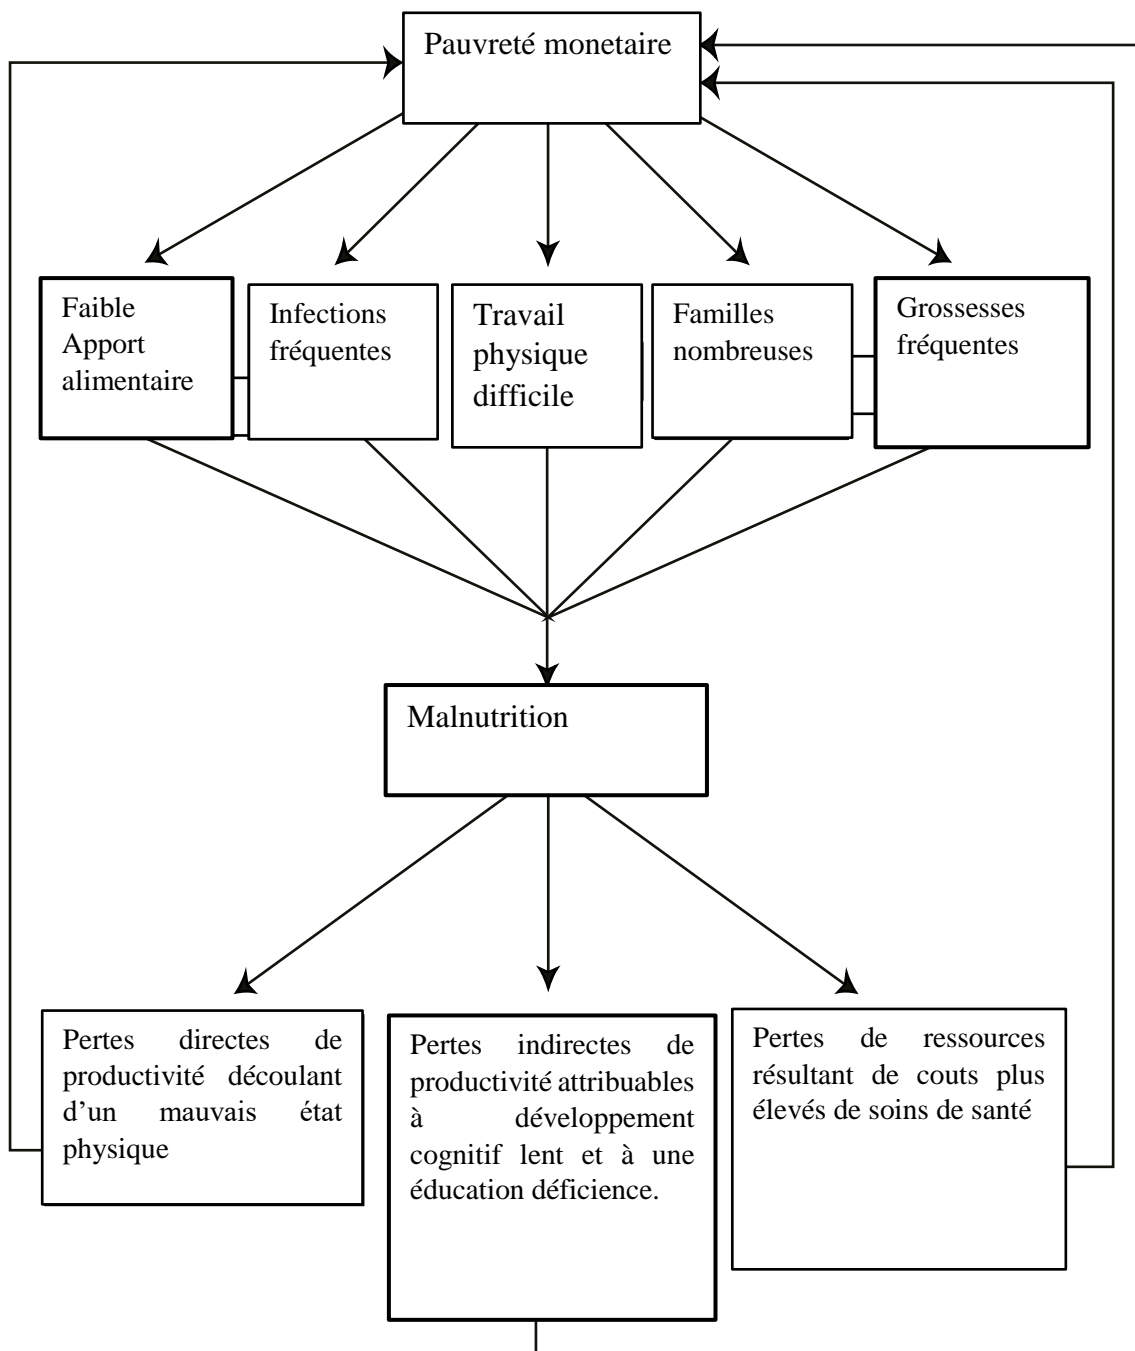 Pauvreté monetaire
Faible
Apport
alimentaire
Infections
fréquentes
Travail
physique
difficile
Familles
nombreuses
Grossesses
fréquentes
Malnutrition
Pertes directes de
productivité découlant
d’un mauvais état
physique
Pertes indirectes de
productivité attribuables
à développement
cognitif lent et à une
éducation déficience.
Pertes de ressources
résultant de couts plus
élevés de soins de santé